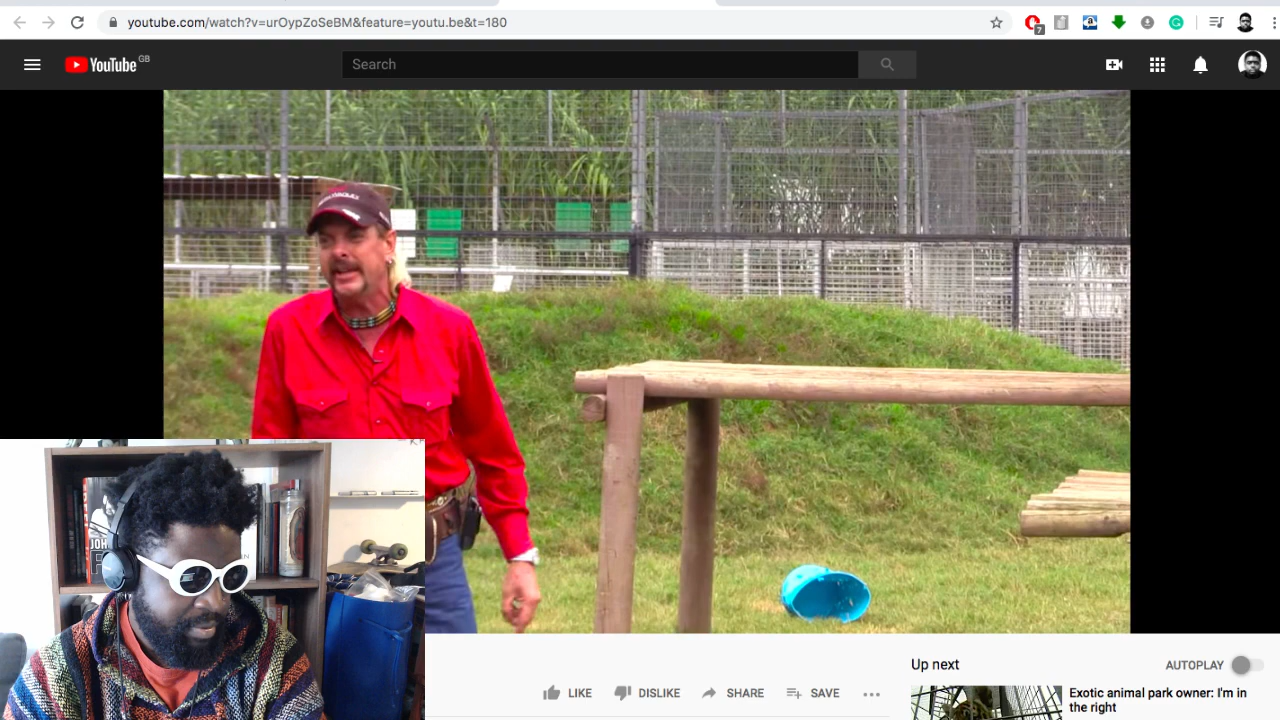 youtube.com/watch?v=urOypZoSeBM&feature=youtu.be&t=180
7
YouTube GB
Search
LIKE
DISLIKE
SHARE
SAVE
Up next
AUTOPLAY
Exotic animal park owner: I'm in
the right